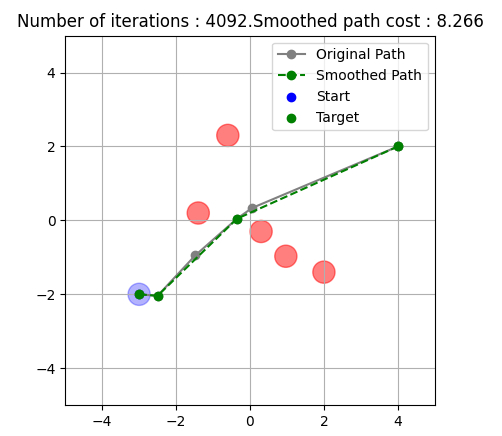 Number of iterations : 4092.Smoothed path cost : 8.266
Original Path
Smoothed Path
Start
Target
4
2
0
−2
−4
−4 −2 0 2 4